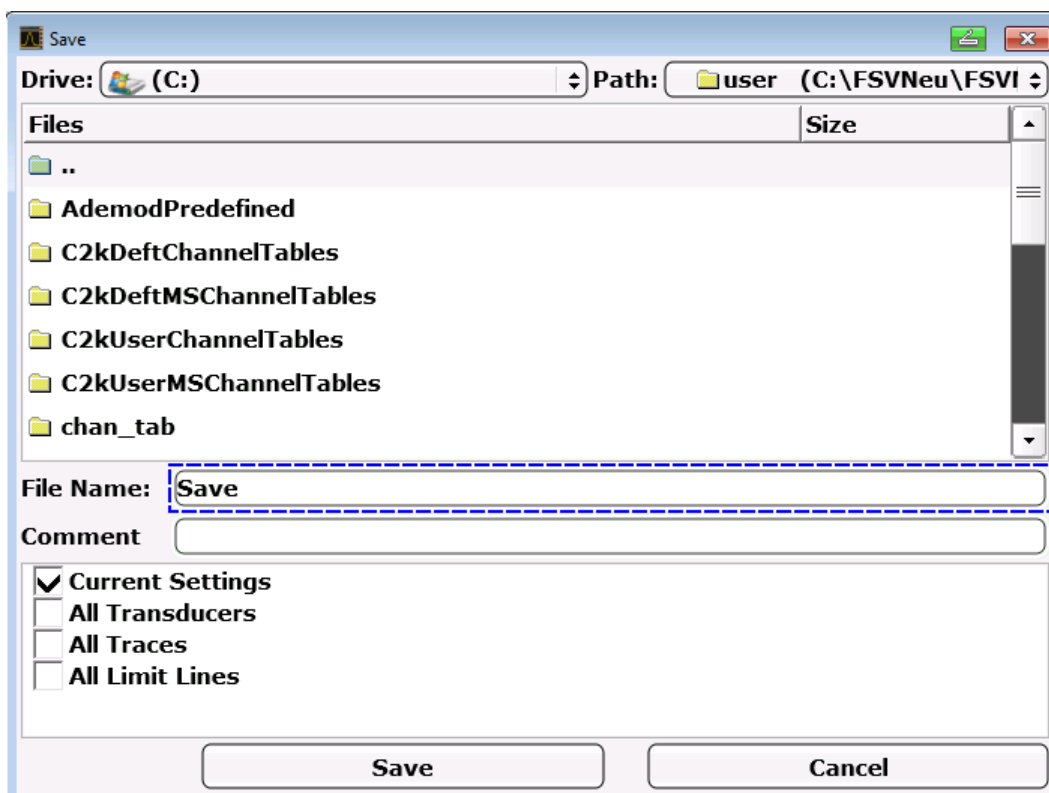 Save
Drive: (C:) Path: user (C:\FSVNeu\FSV
Files Size
..
AdemodPredefined
C2kDeftChannelTables
C2kDeftMSChannelTables
C2kUserChannelTables
C2kUserMSChannelTables
chan_tab
File Name: Save
Comment
Current Settings
All Transducers
All Traces
All Limit Lines
Save Cancel